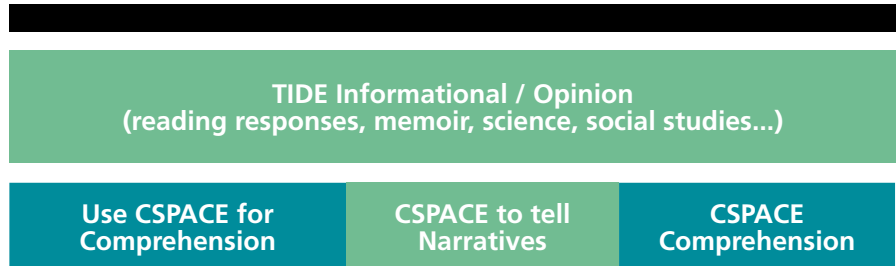 TIDE Informational / Opinion
(reading responses, memoir, science, social studies...)
Use CSPACE for
Comprehension
CSPACE to tell
Narratives
CSPACE
Comprehension